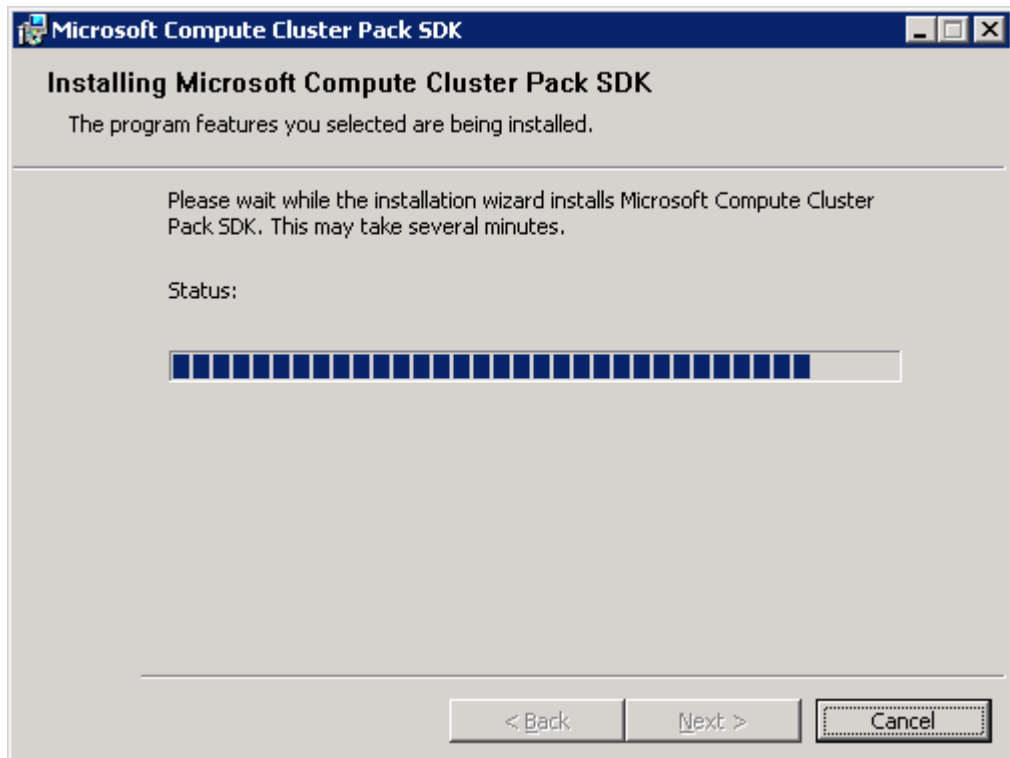 Microsoft Compute Cluster Pack SDK
Installing Microsoft Compute Cluster Pack SDK
The program features you selected are being installed.
Please wait while the installation wizard installs Microsoft Compute Cluster
Pack SDK. This may take several minutes.
Status:
< Back Next > Cancel